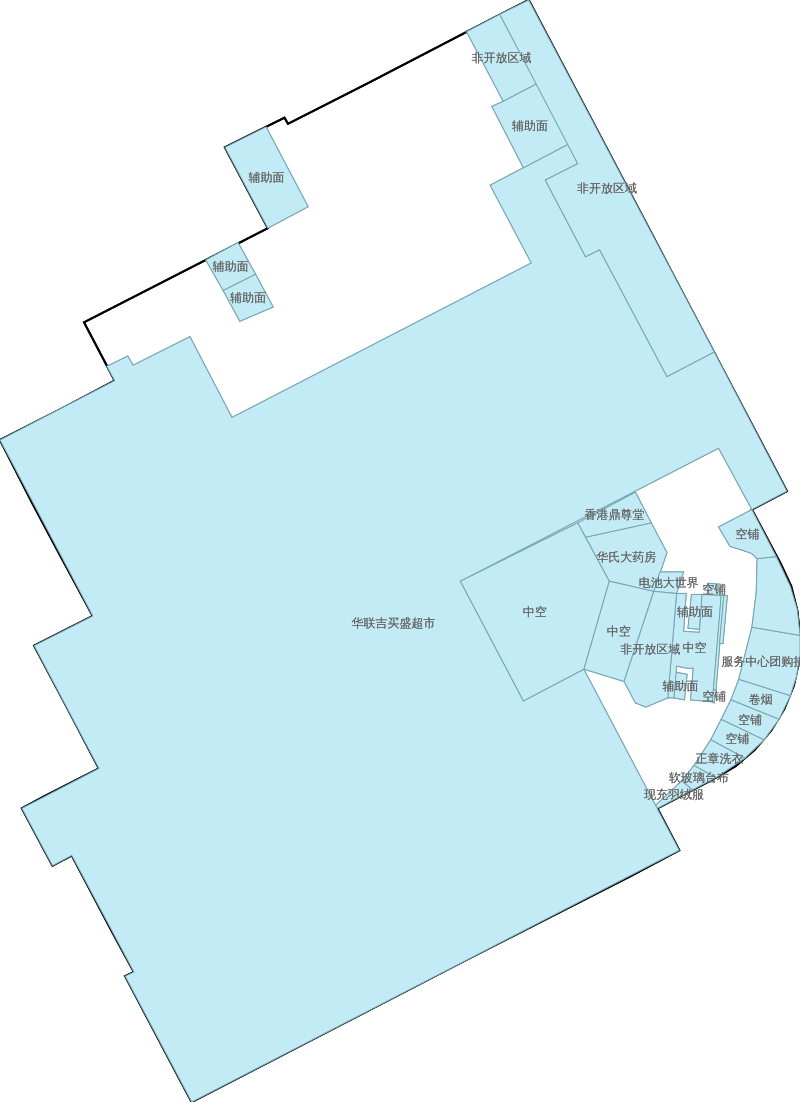 非开放区域
辅助面
辅助面
非开放区域
辅助面
辅助面
香港鼎尊堂
空铺
华氏大药房
电池大世界
空铺
中空
辅助面
华联吉买盛超市
中空
非开放区域
中空
服务中心团购接
辅助面
空铺
卷烟
空铺
空铺
正章洗衣
软玻璃台布
现充羽绒服